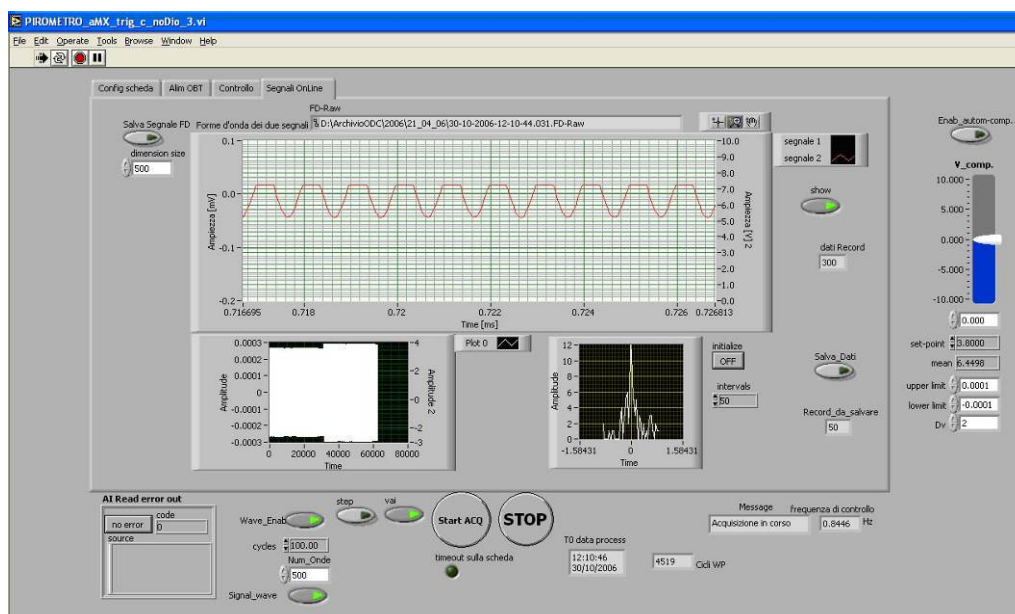 PIROMETRO_aMX_trig_c_noDio_3.vi
File Edit Operate Tools Browse Window Help
Config scheda Alim OBT Controllo Segnali OnLine
FD-Raw
Salva Segnale FD Forme d'onda dei due segnali D:\ArchivioODC\2006\21_04_06\30-10-2006-12-10-44.031.FD-Raw
Enab_autom-comp.
dimension size
500
0.1
0.0
-0.1
-0.2
Ampiezza [mV]
10.0
9.0
8.0
7.0
6.0
5.0
4.0
3.0
2.0
1.0
0.0
Ampiezza [V] 2
0.716695 0.718 0.72 0.722 0.724 0.726 0.726813
Time [ms]
segnale 1
segnale 2
show
dati Record
300
V_comp.
10.000
5.000
0.000
-5.000
-10.000
0.000
set-point 3.8000
mean 6.4498
upper limit 0.0001
lower limit -0.0001
Dv 2
Plot 0
0.0003
0.0002
0.0001
0
-0.0001
-0.0002
-0.0003
Amplitude
4
2
0
-2
-3
Amplitude 2
0 20000 40000 60000 80000
Time
12
10
8
6
4
2
0
Amplitude
-1.58431 0 1.58431
Time
initialize
OFF
intervals
50
Salva_Dati
Record_da_salvare
50
AI Read error out
code
no error 0
source
Wave_Enab
step
vai
cycles 100.00
Num_Onde
500
Signal_wave
Start ACQ
STOP
timeout sulla scheda
T0 data process
12:10:46
30/10/2006
4519 Cicli WP
Message frequenza di controllo
Acquisizione in corso 0.8446 Hz